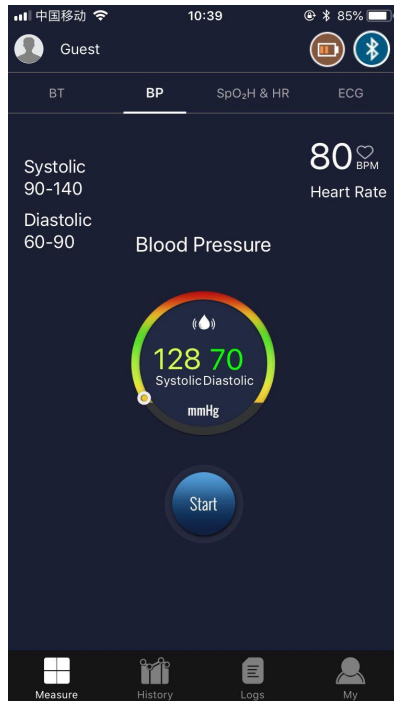 中国移动 10:39 85%
Guest
BT BP SpO₂H & HR ECG
Systolic
90-140
Diastolic
60-90
80 BPM
Heart Rate
Blood Pressure
128 70
Systolic Diastolic
mmHg
Start
Measure History Logs My